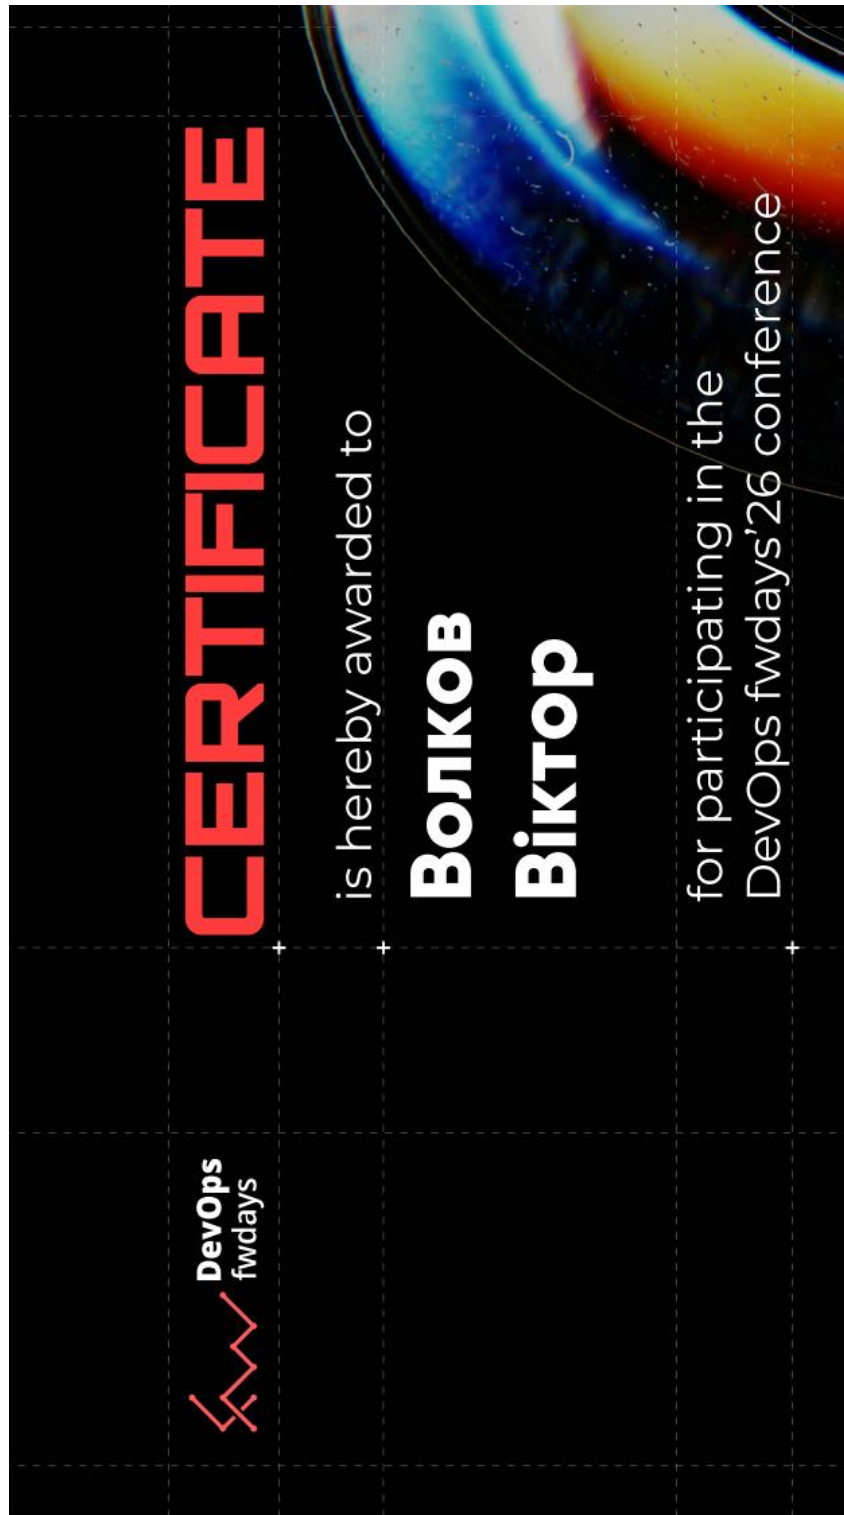 CERTIFICATE
is hereby awarded to
Волков
Віктор
for participating in the
DevOps fwdays’26 conference
DevOps
fwdays